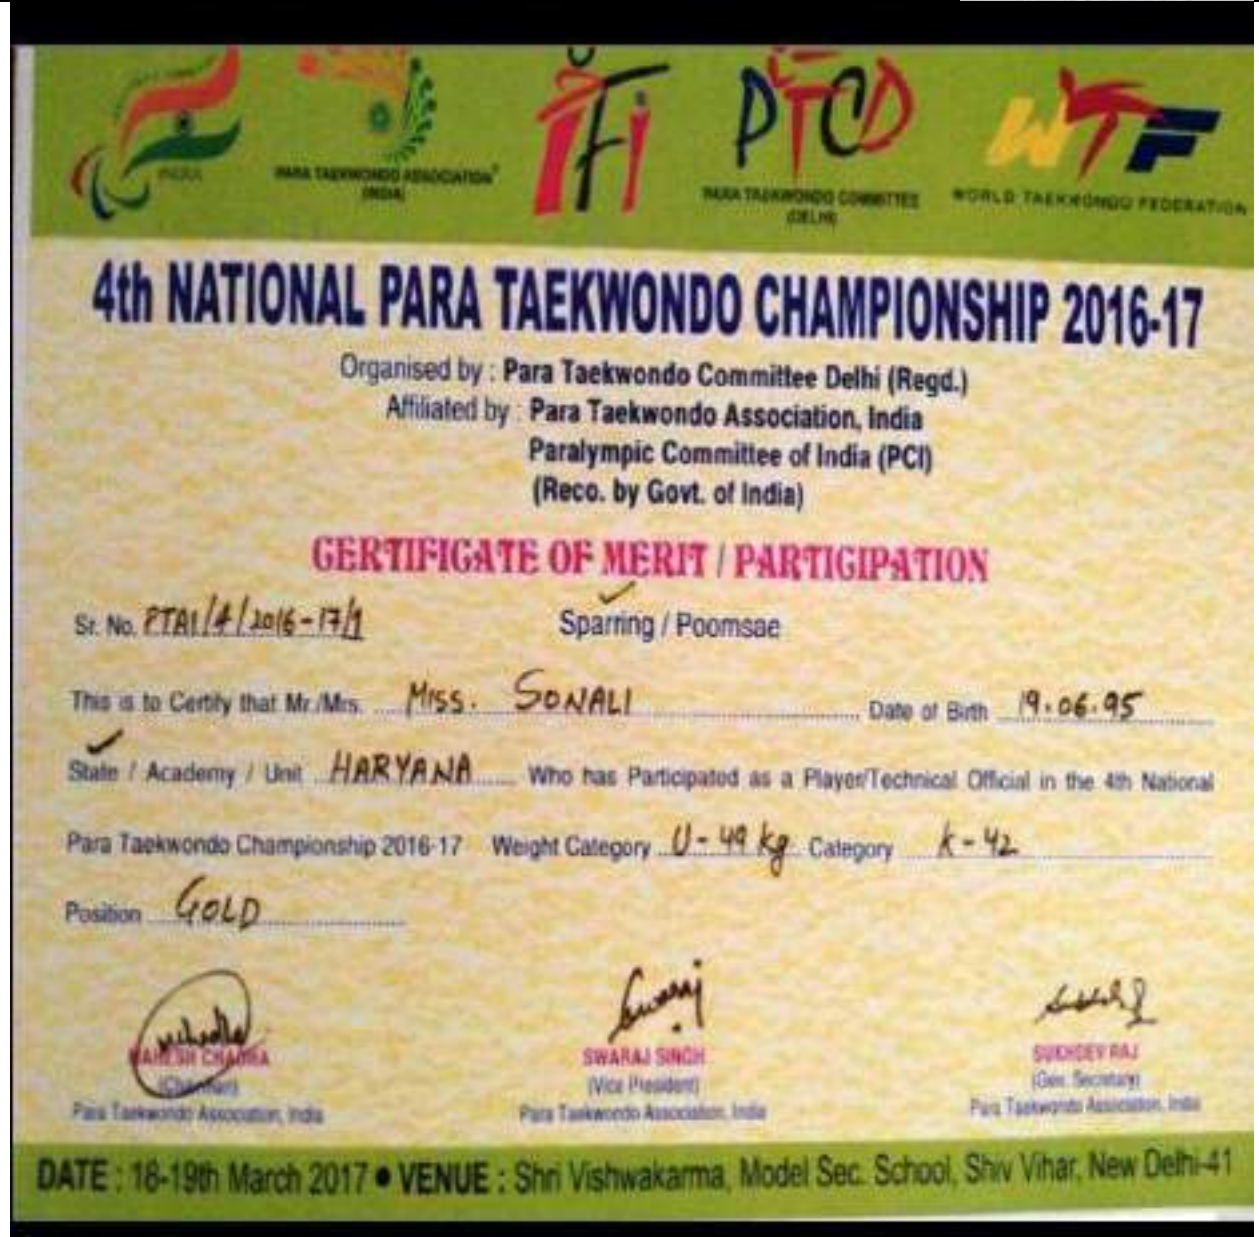 INDIA
PARA TAEKWONDO ASSOCIATION
(INDIA)
TFI
PTCD
PARA TAEKWONDO COMMITTEE
(DELHI)
WTF
WORLD TAEKWONDO FEDERATION
4th NATIONAL PARA TAEKWONDO CHAMPIONSHIP 2016-17
Organised by : Para Taekwondo Committee Delhi (Regd.)
Affiliated by : Para Taekwondo Association, India
Paralympic Committee of India (PCI)
(Reco. by Govt. of India)
CERTIFICATE OF MERIT / PARTICIPATION
Sr. No. PTAI/4/2016-17/1 Sparring / Poomsae
This is to Certify that Mr./Mrs. MISS. SONALI Date of Birth 19.06.95
State / Academy / Unit HARYANA Who has Participated as a Player/Technical Official in the 4th National
Para Taekwondo Championship 2016-17 Weight Category U-49 kg Category K-42
Position GOLD
Swaraj
MAHESH CHADHA SWARAJ SINGH SUKHDEV RAJ
(Chairman) (Vice President) (Gen. Secretary)
Para Taekwondo Association, India Para Taekwondo Association, India Para Taekwondo Association, India
DATE : 18-19th March 2017 ● VENUE : Shri Vishwakarma, Model Sec. School, Shiv Vihar, New Delhi-41